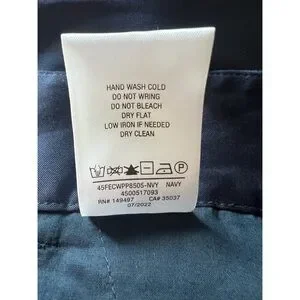 HAND WASH COLD
DO NOT WRING
DO NOT BLEACH
DRY FLAT
LOW IRON IF NEEDED
DRY CLEAN
45FECWPP8505-NVY NAVY
4500517093
RN# 149497 CA# 35037
07/2022